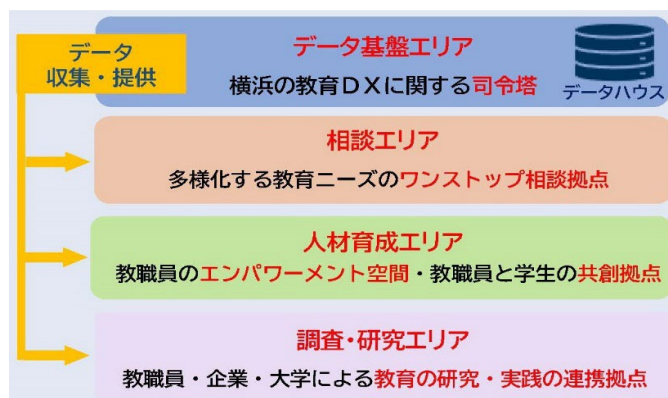 データ
収集・提供
データ基盤エリア
横浜の教育DXに関する司令塔
データハウス
相談エリア
多様化する教育ニーズのワンストップ相談拠点
人材育成エリア
教職員のエンパワーメント空間・教職員と学生の共創拠点
調査・研究エリア
教職員・企業・大学による教育の研究・実践の連携拠点